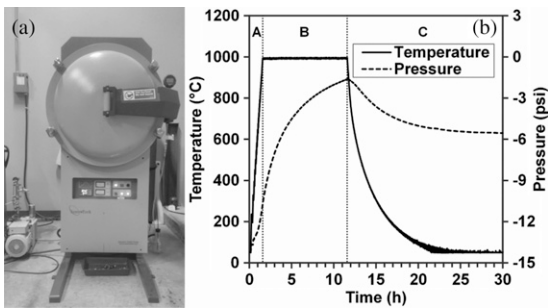 (a)
(b)
A B C
Temperature
Pressure
Temperature (°C)
1200
1000
800
600
400
200
0
Pressure (psi)
3
0
-3
-6
-9
-12
-15
0 5 10 15 20 25 30
Time (h)